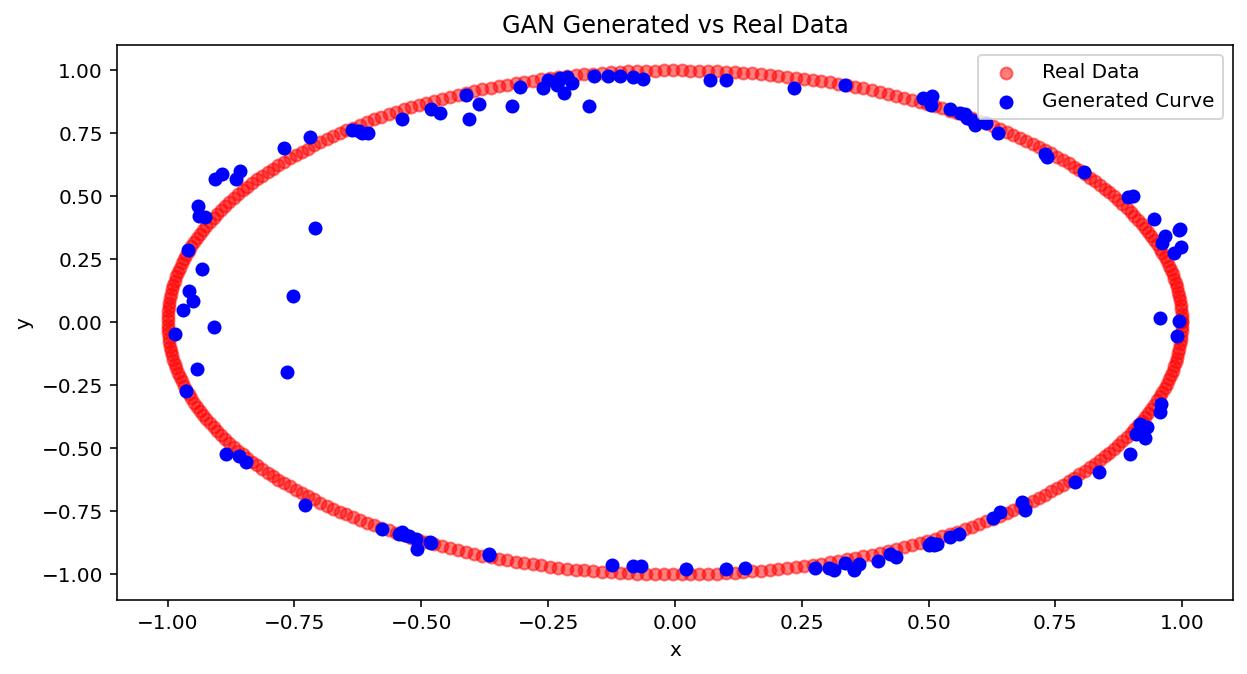 GAN Generated vs Real Data
Real Data
Generated Curve
1.00
0.75
0.50
0.25
0.00
−0.25
−0.50
−0.75
−1.00
y
−1.00 −0.75 −0.50 −0.25 0.00 0.25 0.50 0.75 1.00
x